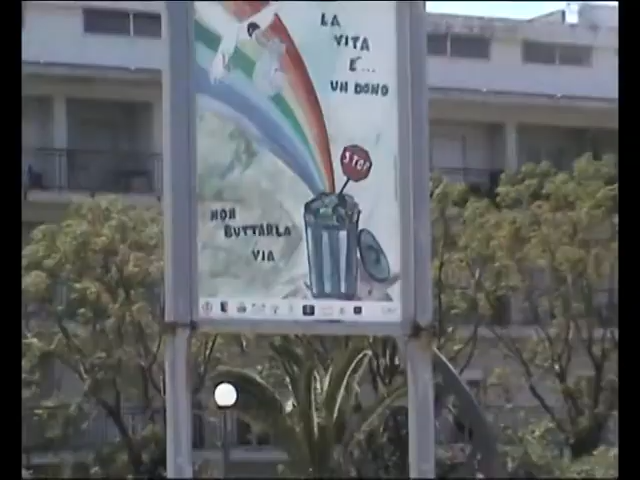 LA
VITA
É...
UN DONO
STOP
NON
BUTTARLA
VIA